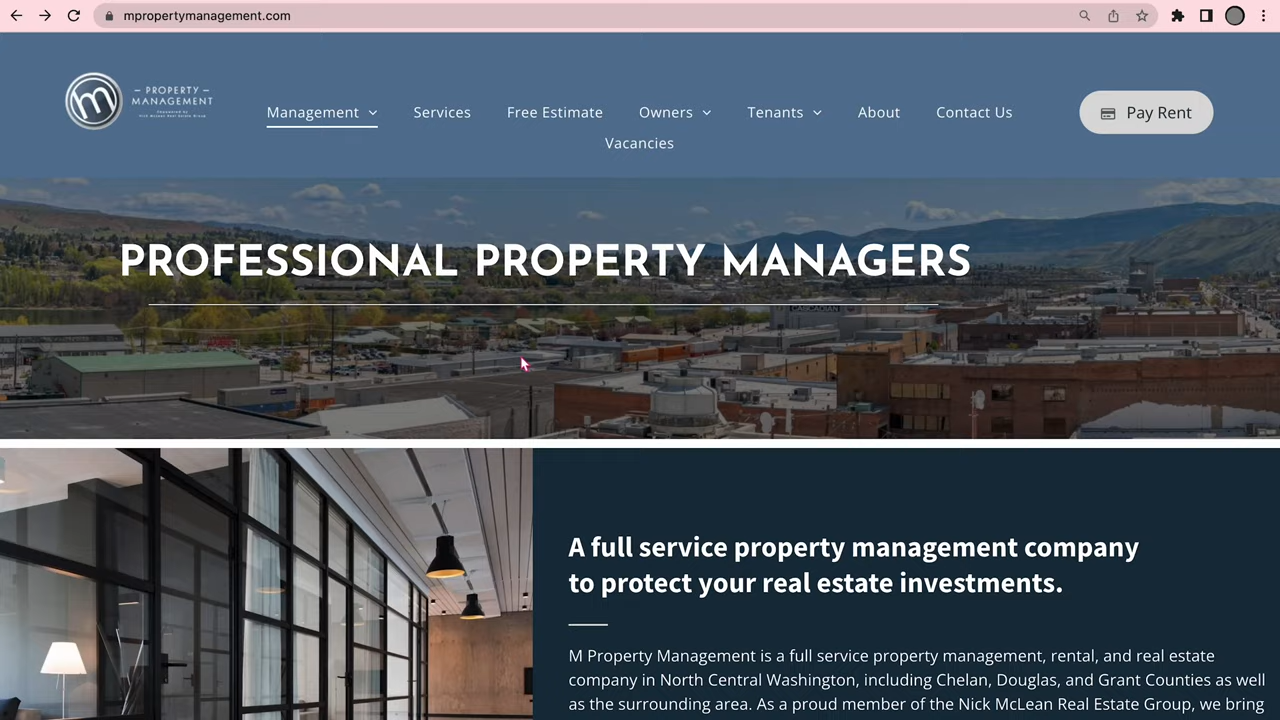 mpropertymanagement.com
— PROPERTY —
MANAGEMENT
Management
Services
Free Estimate
Owners
Tenants
About
Contact Us
Vacancies
Pay Rent
PROFESSIONAL PROPERTY MANAGERS
CASCADIAN
A full service property management company
to protect your real estate investments.
M Property Management is a full service property management, rental, and real estate
company in North Central Washington, including Chelan, Douglas, and Grant Counties as well
as the surrounding area. As a proud member of the Nick McLean Real Estate Group, we bring